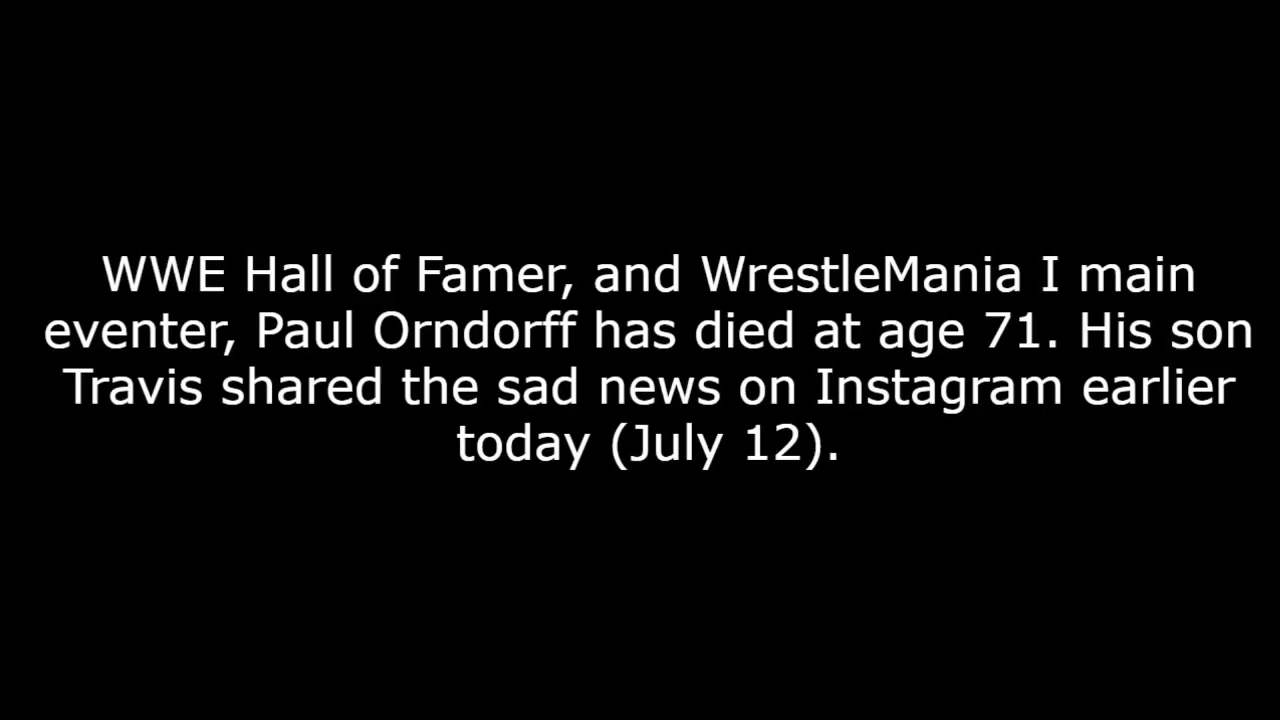 WWE Hall of Famer, and WrestleMania I main
eventer, Paul Orndorff has died at age 71. His son
Travis shared the sad news on Instagram earlier
today (July 12).